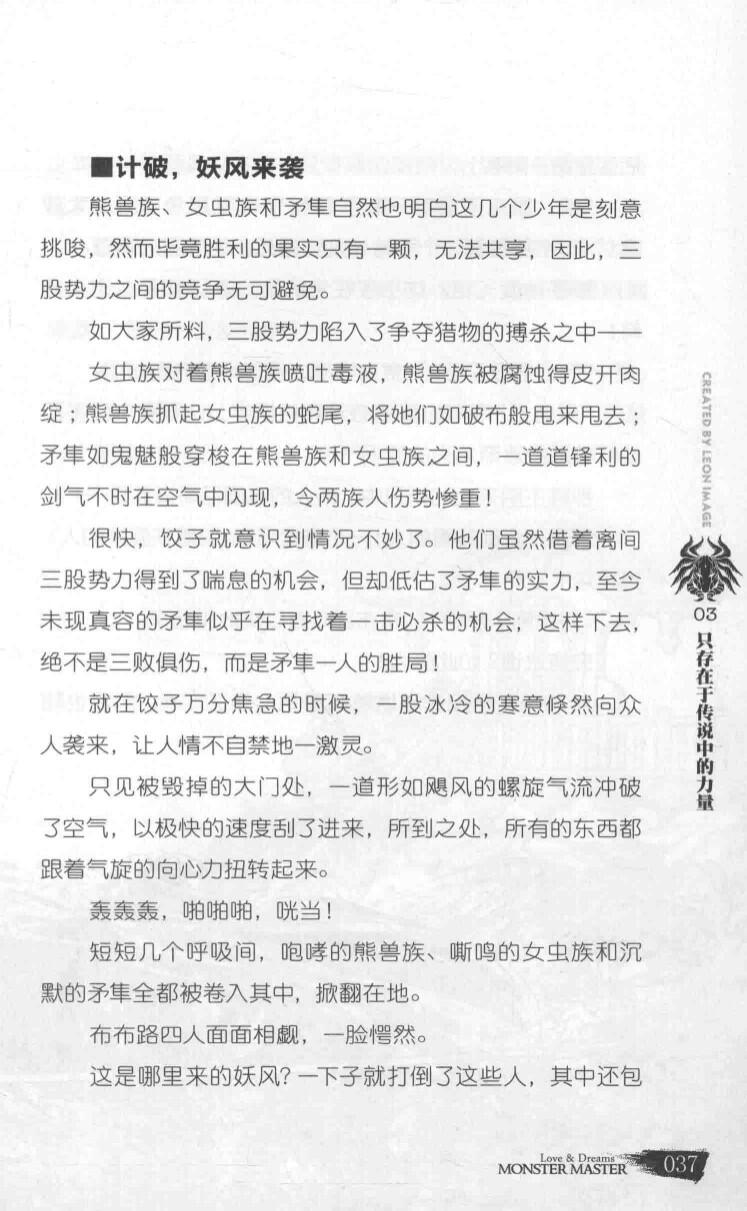 ■计破，妖风来袭
熊兽族、女虫族和矛隼自然也明白这几个少年是刻意
挑唆，然而毕竟胜利的果实只有一颗，无法共享，因此，三
股势力之间的竞争无可避免。
如大家所料，三股势力陷入了争夺猎物的搏杀之中——
女虫族对着熊兽族喷吐毒液，熊兽族被腐蚀得皮开肉
绽；熊兽族抓起女虫族的蛇尾，将她们如破布般甩来甩去；
矛隼如鬼魅般穿梭在熊兽族和女虫族之间，一道道锋利的
剑气不时在空气中闪现，令两族人伤势惨重！
很快，饺子就意识到情况不妙了。他们虽然借着离间
三股势力得到了喘息的机会，但却低估了矛隼的实力，至今
未现真容的矛隼似乎在寻找着一击必杀的机会，这样下去，
绝不是三败俱伤，而是矛隼一人的胜局！
就在饺子万分焦急的时候，一股冰冷的寒意倏然向众
人袭来，让人情不自禁地一激灵。
只见被毁掉的大门处，一道形如飓风的螺旋气流冲破
了空气，以极快的速度刮了进来，所到之处，所有的东西都
跟着气旋的向心力扭转起来。
轰轰轰，啪啪啪，咣当！
短短几个呼吸间，咆哮的熊兽族、嘶鸣的女虫族和沉
默的矛隼全都被卷入其中，掀翻在地。
布布路四人面面相觑，一脸愕然。
这是哪里来的妖风？一下子就打倒了这些人，其中还包
CREATED BY LEON IMAGE
03
只存在于传说中的力量
Love & Dreams
MONSTER MASTER
037